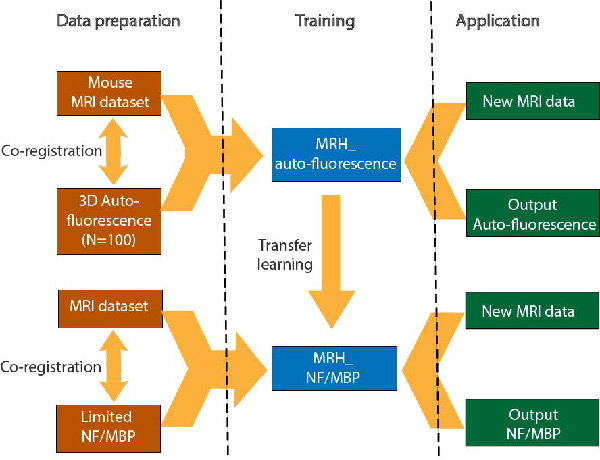 Data preparation
Training
Application
Mouse
MRI dataset
Co-registration
3D Auto-
fluorescence
(N=100)
MRH_
auto-fluorescence
New MRI data
Output
Auto-fluorescence
Transfer
learning
MRI dataset
Co-registration
Limited
NF/MBP
MRH_
NF/MBP
New MRI data
Output
NF/MBP